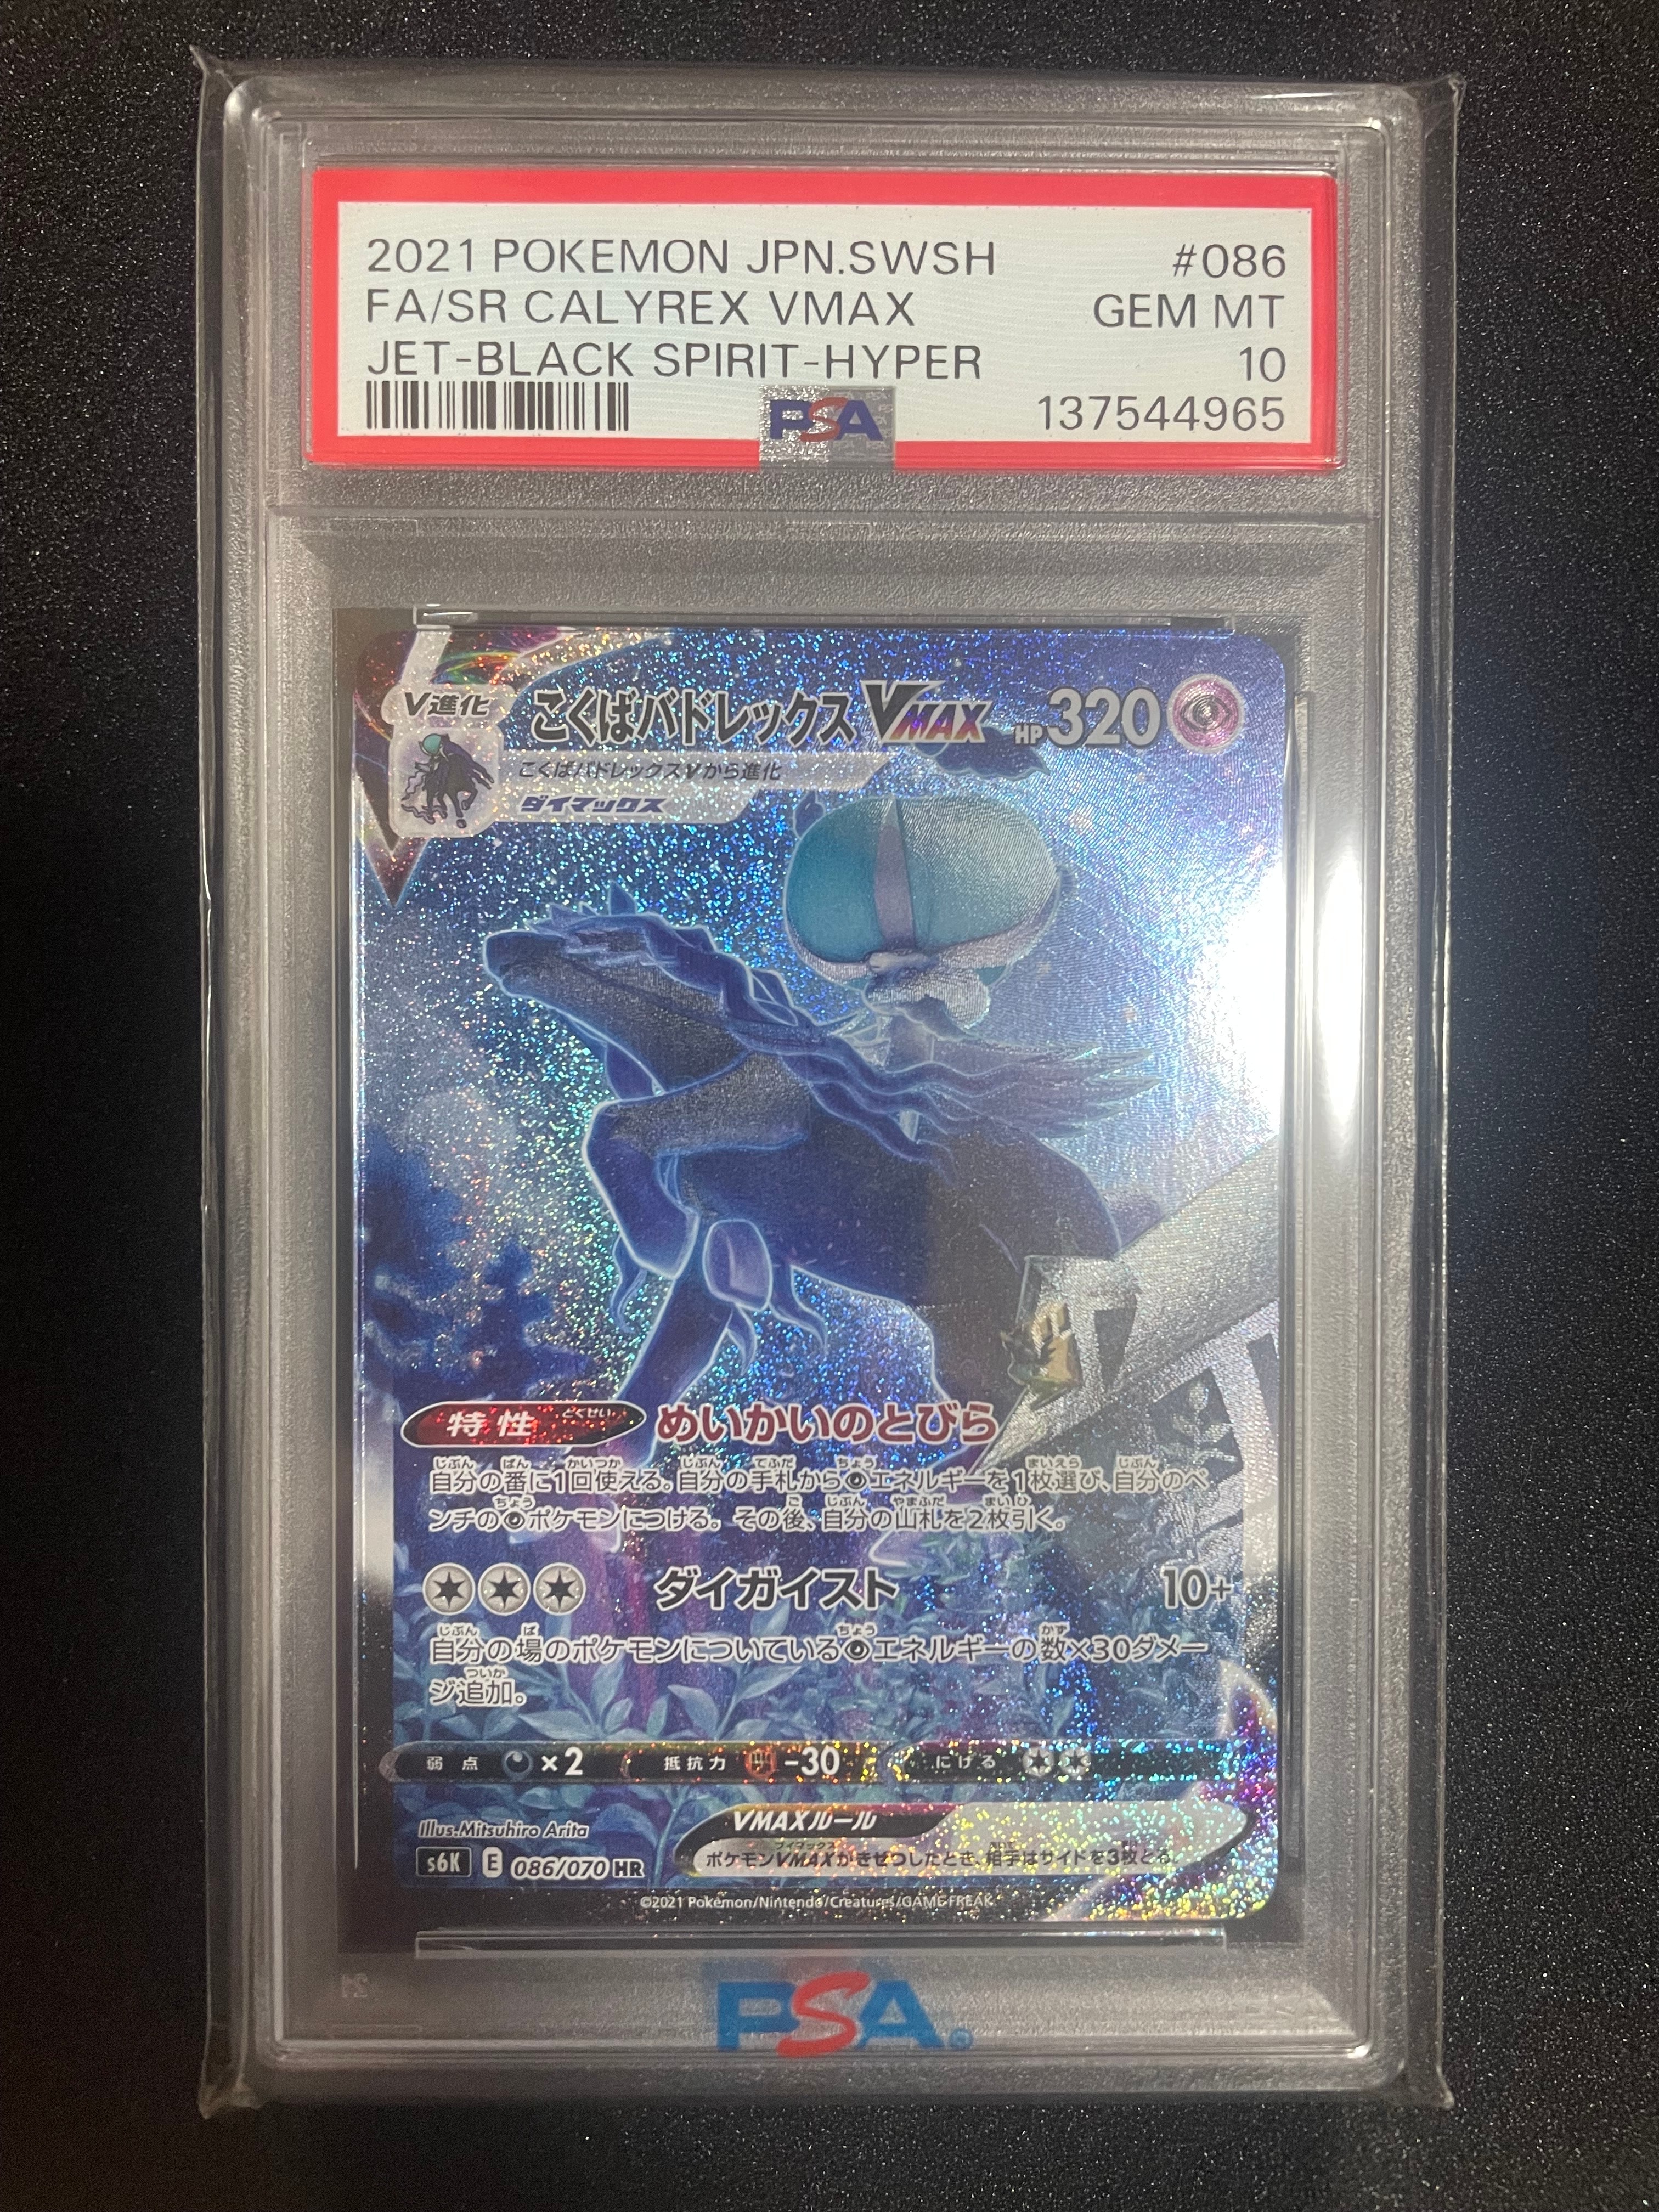 2021 POKEMON JPN.SWSH #086
FA/SR CALYREX VMAX GEM MT
JET-BLACK SPIRIT-HYPER 10
PSA 137544965
V進化 こくばバドレックスVMAX HP320
こくばバドレックスVから進化
ダイマックス
特性 とくせい めいかいのとびら
自分の番に1回使える。自分の手札から超エネルギーを1枚選び、自分のベ
ンチの超ポケモンにつける。その後、自分の山札を2枚引く。
ダイガイスト 10+
自分の場のポケモンについている超エネルギーの数×30ダメー
ジ追加。
弱点 ×2 抵抗力 -30 にげる
Illus.Mitsuhiro Arita
VMAXルール
s6K E 086/070 HR
ポケモンVMAXがきぜつしたとき、相手はサイドを3枚とる。
©2021 Pokémon/Nintendo/Creatures/GAME FREAK
PSA®